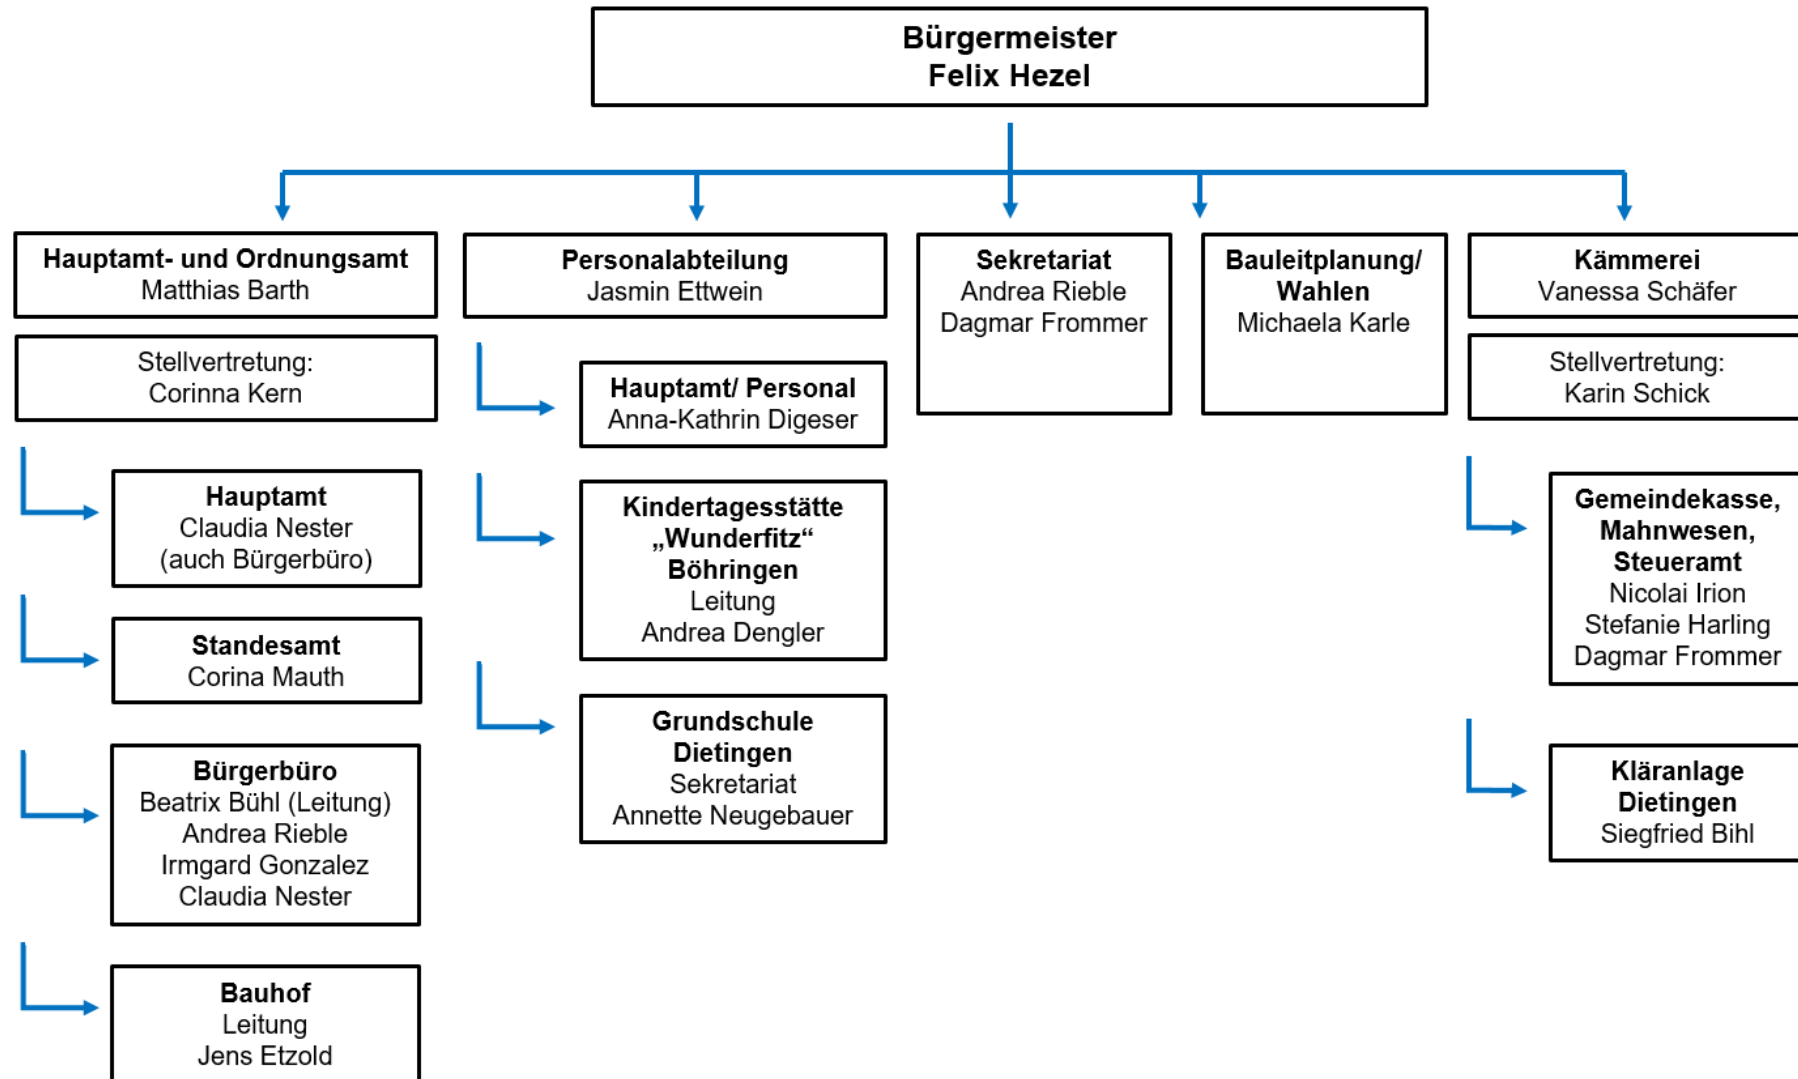 Bürgermeister
Felix Hezel
Hauptamt- und Ordnungsamt
Matthias Barth
Stellvertretung:
Corinna Kern
Hauptamt
Claudia Nester
(auch Bürgerbüro)
Standesamt
Corina Mauth
Bürgerbüro
Beatrix Bühl (Leitung)
Andrea Rieble
Irmgard Gonzalez
Claudia Nester
Bauhof
Leitung
Jens Etzold
Personalabteilung
Jasmin Ettwein
Hauptamt/ Personal
Anna-Kathrin Digeser
Kindertagesstätte
„Wunderfitz“
Böhringen
Leitung
Andrea Dengler
Grundschule
Dietingen
Sekretariat
Annette Neugebauer
Sekretariat
Andrea Rieble
Dagmar Frommer
Bauleitplanung/
Wahlen
Michaela Karle
Kämmerei
Vanessa Schäfer
Stellvertretung:
Karin Schick
Gemeindekasse,
Mahnwesen,
Steueramt
Nicolai Irion
Stefanie Harling
Dagmar Frommer
Kläranlage
Dietingen
Siegfried Bihl